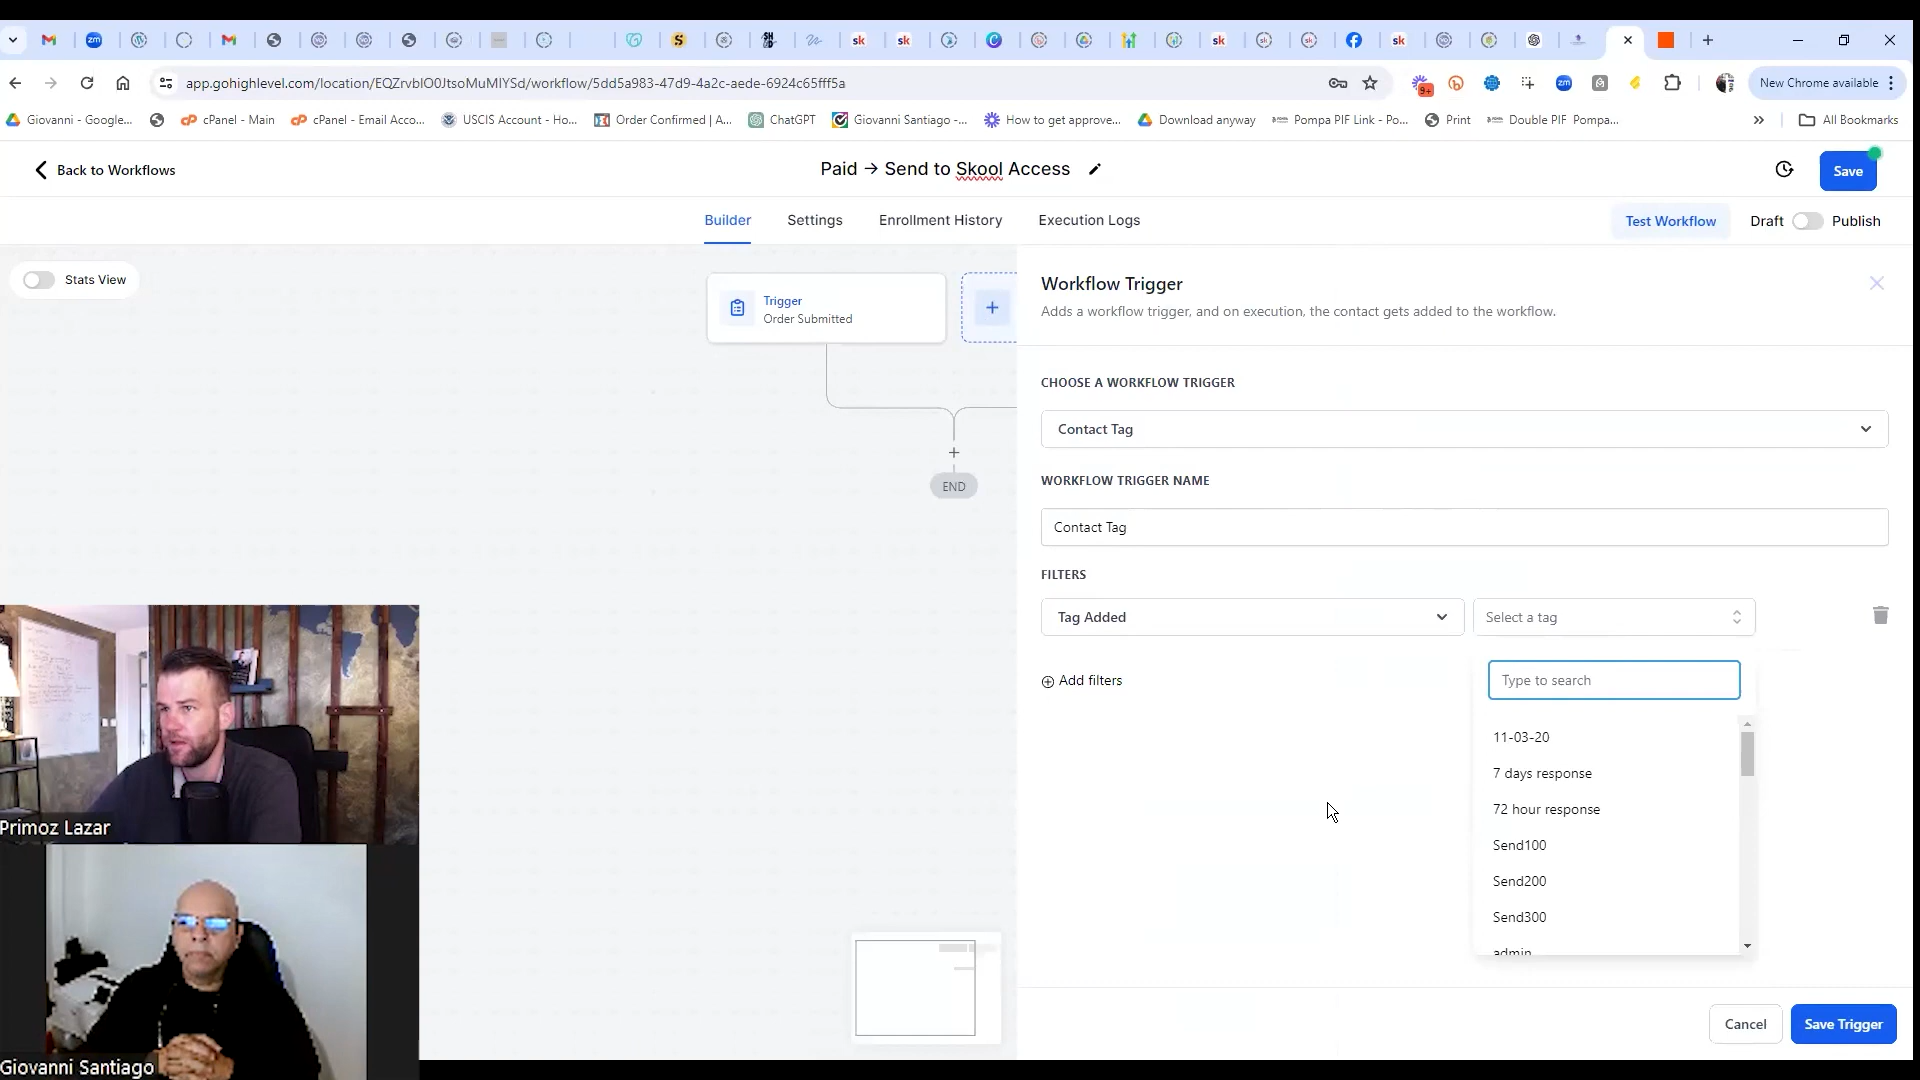 app.gohighlevel.com/location/EQZrvblO0JtsoMuMIYSd/workflow/5dd5a983-47d9-4a2c-aede-6924c65fff5a
9+
New Chrome available
Giovanni - Google...
cPanel - Main
cPanel - Email Acco...
USCIS Account - Ho...
Order Confirmed | A...
ChatGPT
Giovanni Santiago -...
How to get approve...
Download anyway
Pompa PIF Link - Po...
Print
Double PIF Pompa...
All Bookmarks
Back to Workflows
Paid → Send to Skool Access
Save
Builder
Settings
Enrollment History
Execution Logs
Test Workflow
Draft
Publish
Stats View
Trigger
Order Submitted
END
Workflow Trigger
Adds a workflow trigger, and on execution, the contact gets added to the workflow.
CHOOSE A WORKFLOW TRIGGER
Contact Tag
WORKFLOW TRIGGER NAME
Contact Tag
FILTERS
Tag Added
Select a tag
Add filters
Type to search
11-03-20
7 days response
72 hour response
Send100
Send200
Send300
admin
Cancel
Save Trigger
Primoz Lazar
Giovanni Santiago